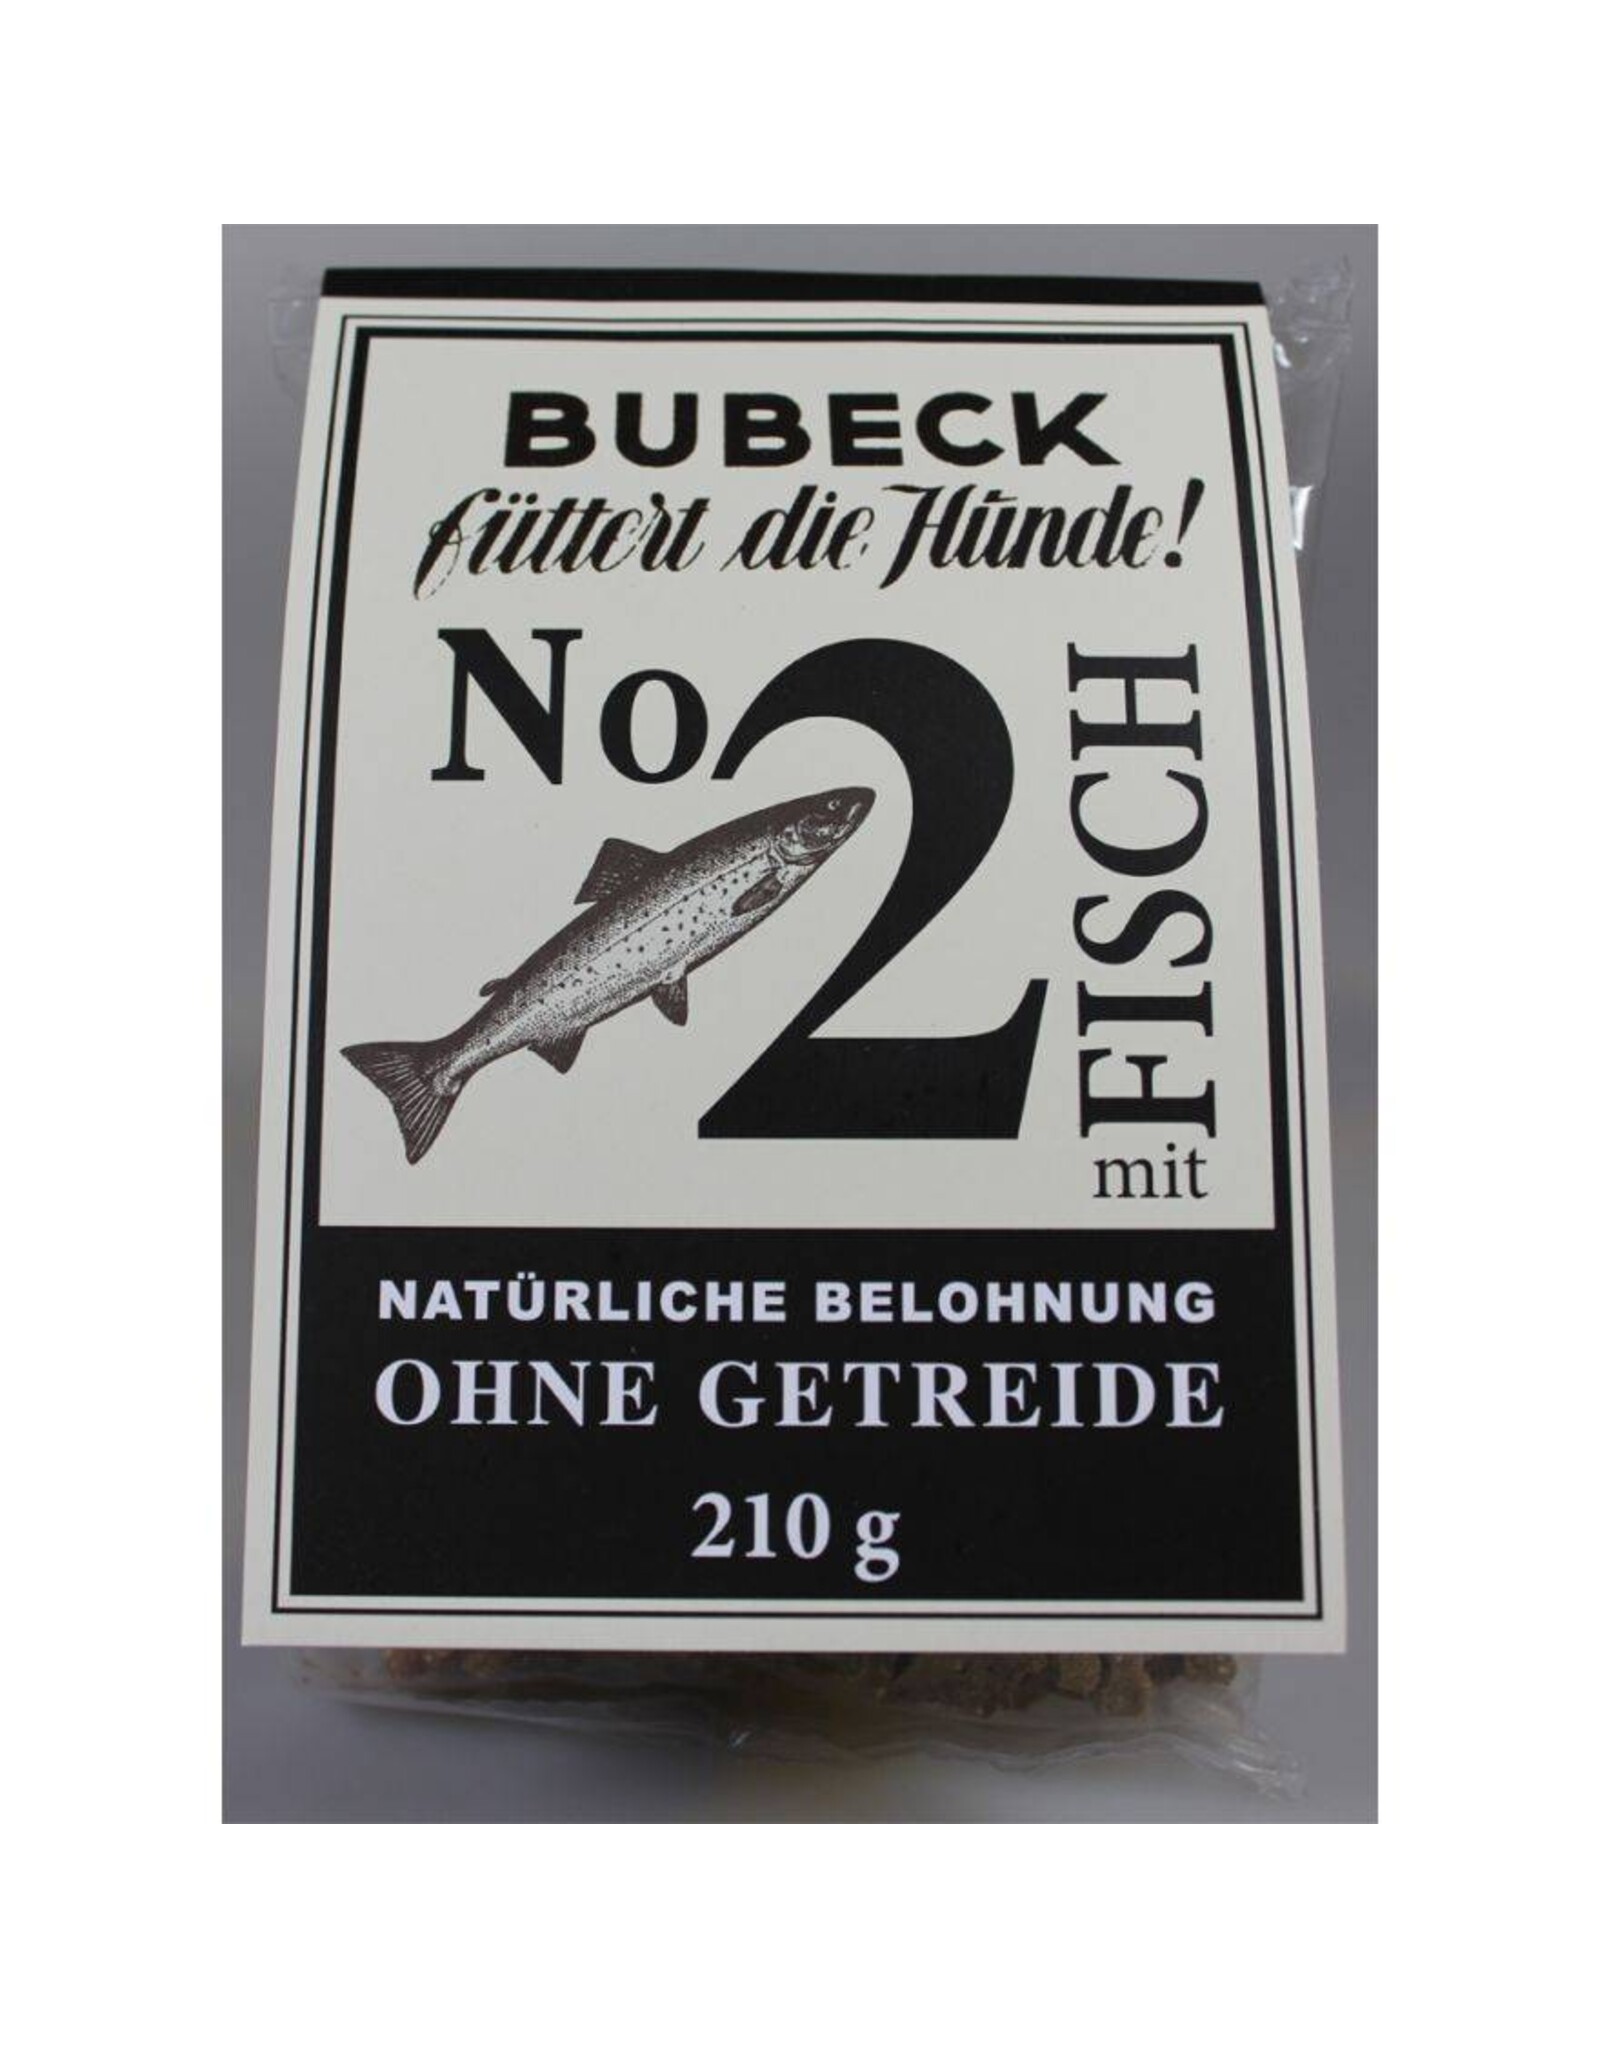 BUBECK
füttert die Hunde!
No 2
mit FISCH
NATÜRLICHE BELOHNUNG
OHNE GETREIDE
210 g